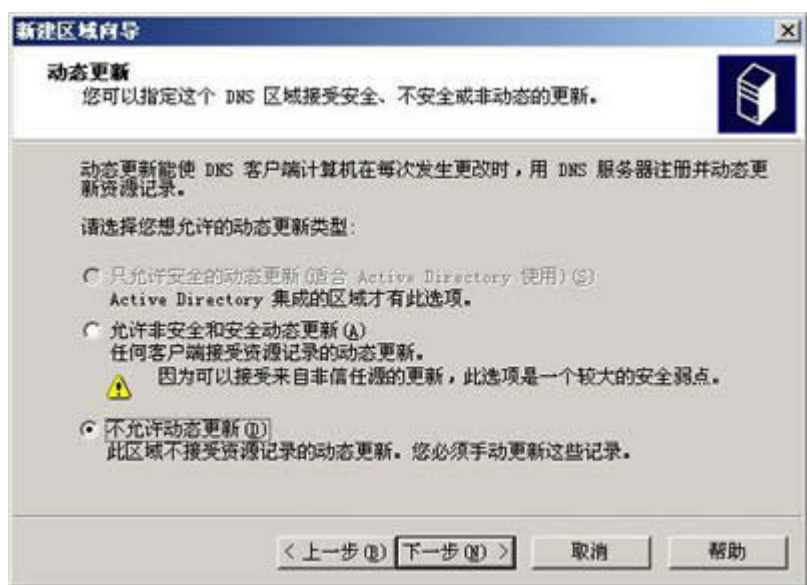 新建区域向导
动态更新
您可以指定这个 DNS 区域接受安全、不安全或非动态的更新。
动态更新能使 DNS 客户端计算机在每次发生更改时，用 DNS 服务器注册并动态更
新资源记录。
请选择您想允许的动态更新类型:
只允许安全的动态更新(适合 Active Directory 使用)(S)
Active Directory 集成的区域才有此选项。
允许非安全和安全动态更新(A)
任何客户端接受资源记录的动态更新。
因为可以接受来自非信任源的更新，此选项是一个较大的安全弱点。
不允许动态更新(D)
此区域不接受资源记录的动态更新。您必须手动更新这些记录。
< 上一步(B) 下一步(N) > 取消 帮助